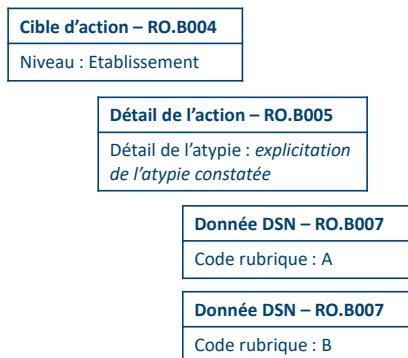 Cible d’action – RO.B004
Niveau : Etablissement
Détail de l’action – RO.B005
Détail de l’atypie : explicitation
de l’atypie constatée
Donnée DSN – RO.B007
Code rubrique : A
Donnée DSN – RO.B007
Code rubrique : B